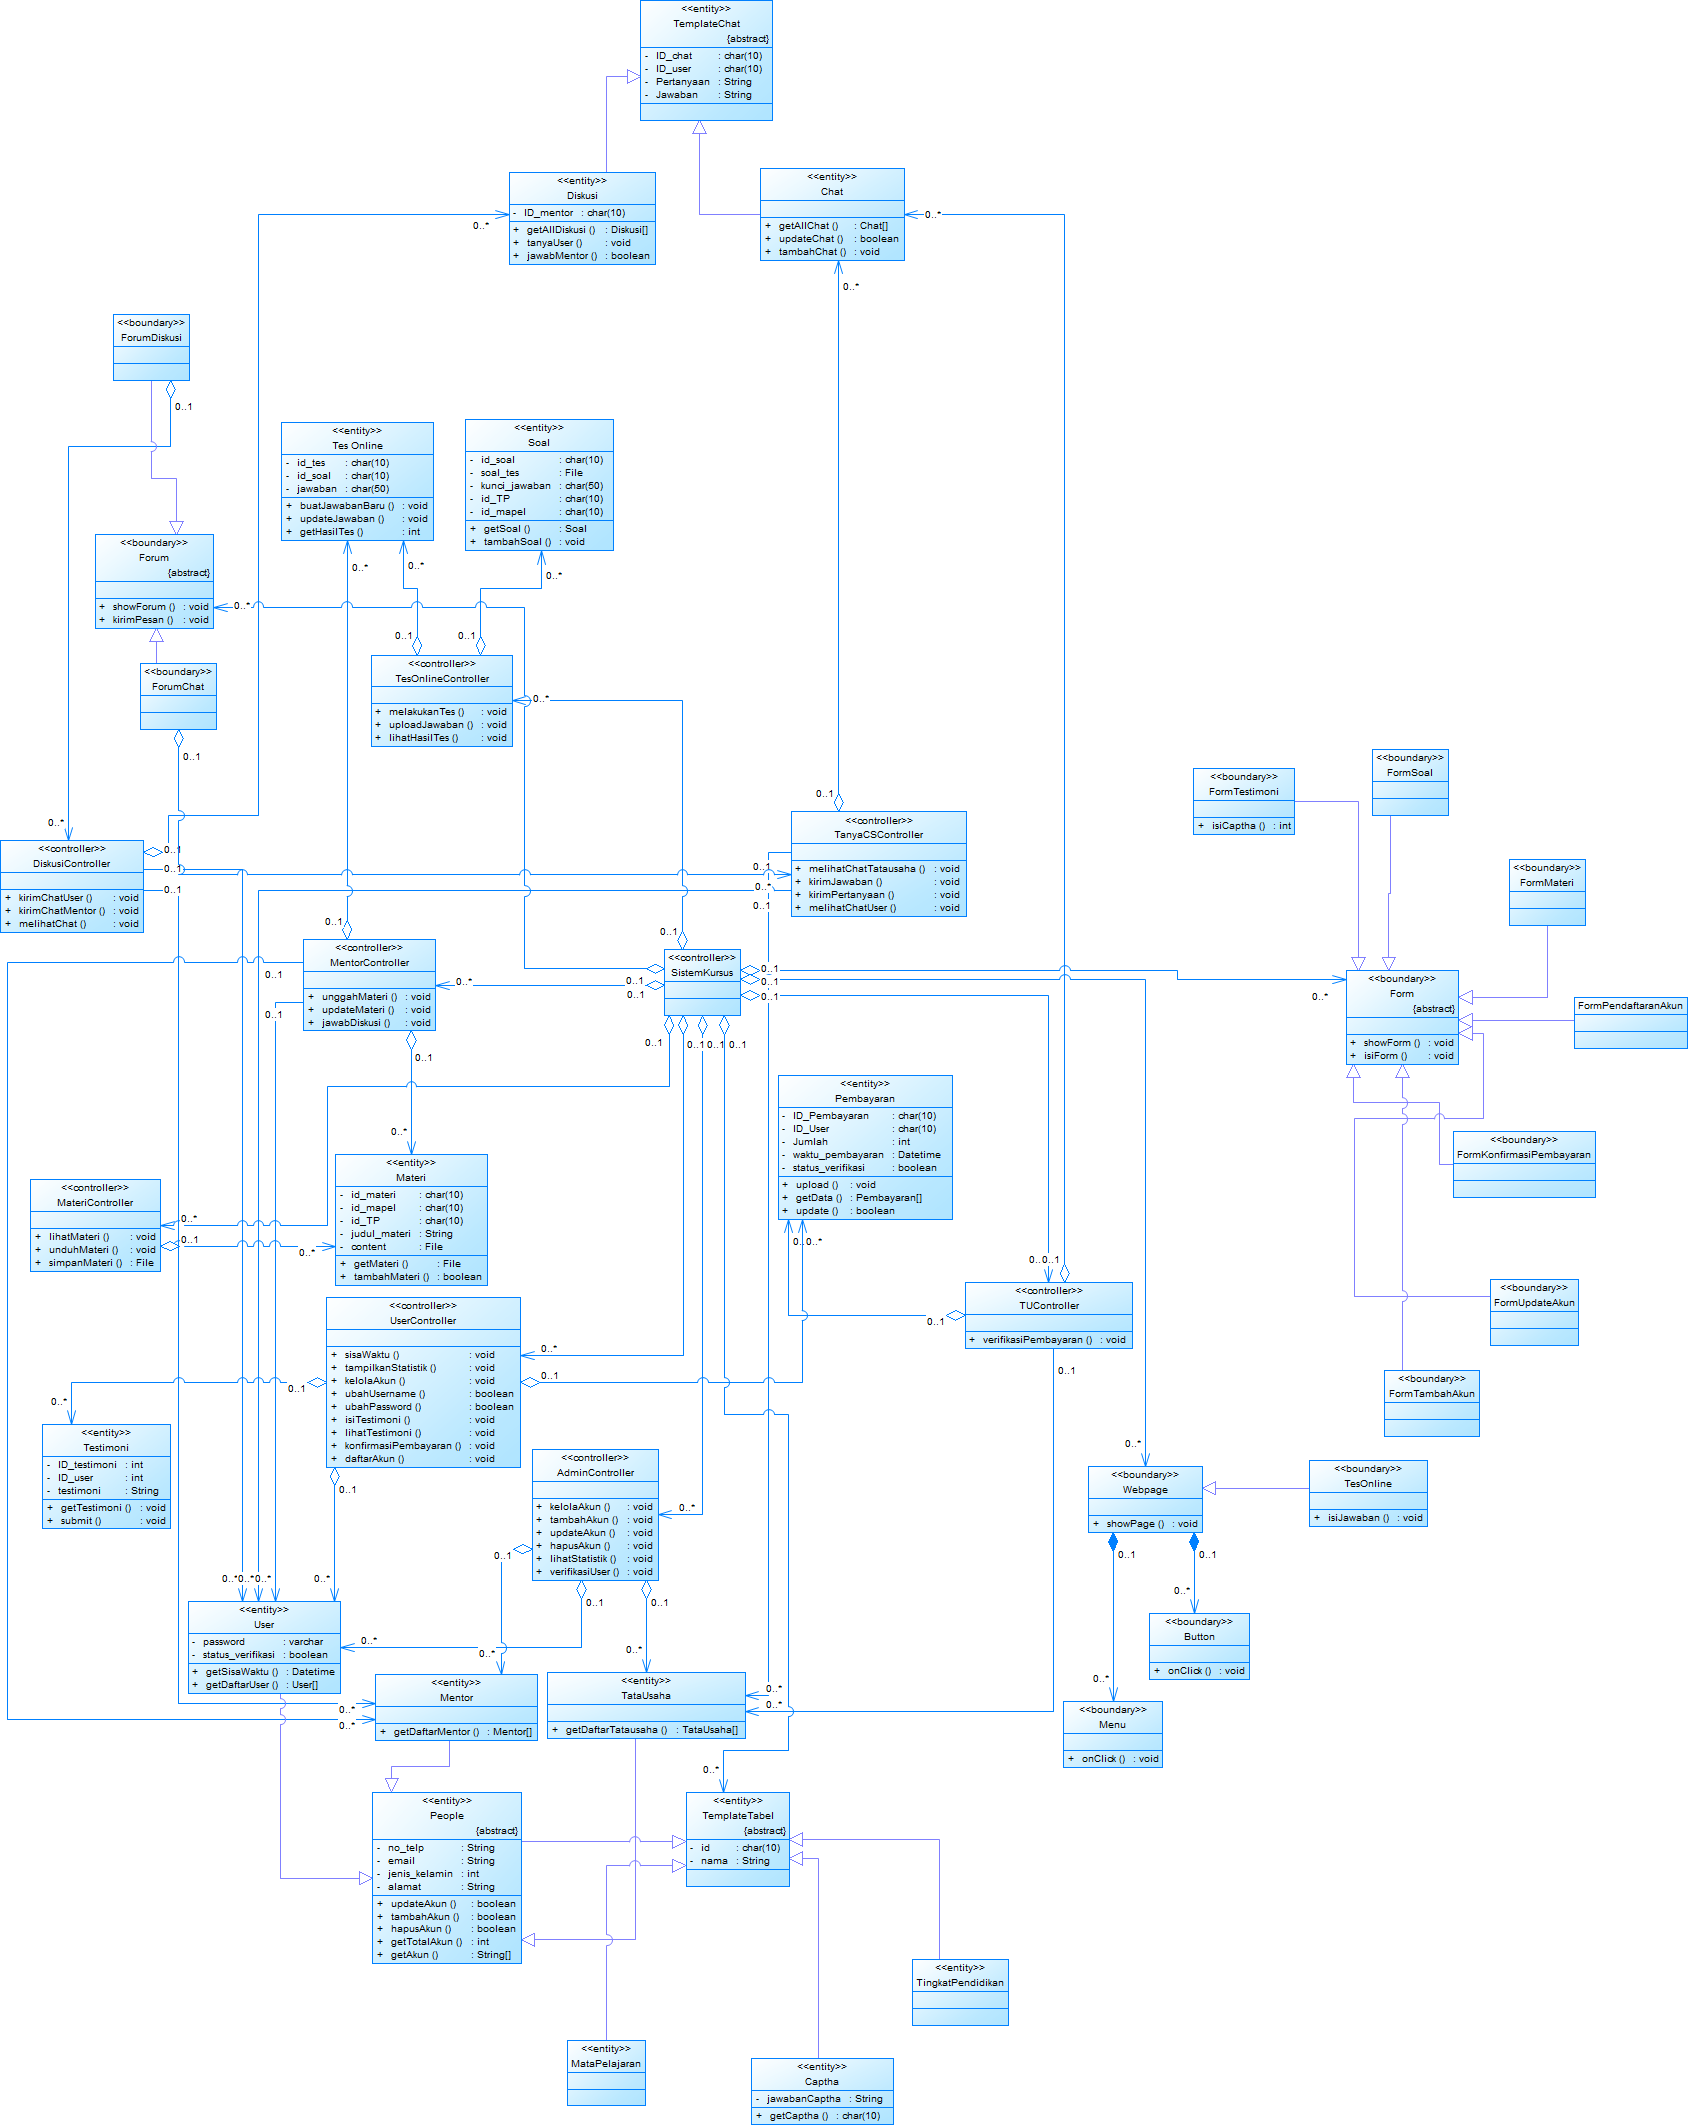 <<entity>>
TemplateChat
{abstract}
- ID_chat : char(10)
- ID_user : char(10)
- Pertanyaan : String
- Jawaban : String
<<entity>>
Diskusi
- ID_mentor : char(10)
+ getAllDiskusi () : Diskusi[]
+ tanyaUser () : void
+ jawabMentor () : boolean
0..*
<<entity>>
Chat
+ getAllChat () : Chat[]
+ updateChat () : boolean
+ tambahChat () : void
0..*
0..*
<<boundary>>
ForumDiskusi
0..1
<<entity>>
Tes Online
- id_tes : char(10)
- id_soal : char(10)
- jawaban : char(50)
+ buatJawabanBaru () : void
+ updateJawaban () : void
+ getHasilTes () : int
0..*
0..*
<<entity>>
Soal
- id_soal : char(10)
- soal_tes : File
- kunci_jawaban : char(50)
- id_TP : char(10)
- id_mapel : char(10)
+ getSoal () : Soal
+ tambahSoal () : void
0..*
<<boundary>>
Forum
{abstract}
+ showForum () : void
+ kirimPesan () : void
0..*
<<boundary>>
ForumChat
0..1
0..1
0..1
<<controller>>
TesOnlineController
+ melakukanTes () : void
+ uploadJawaban () : void
+ lihatHasilTes () : void
0..*
0..*
<<controller>>
DiskusiController
+ kirimChatUser () : void
+ kirimChatMentor () : void
+ melihatChat () : void
0..1
0..1
0..1
0..1
<<controller>>
TanyaCSController
+ melihatChatTatausaha () : void
+ kirimJawaban () : void
+ kirimPertanyaan () : void
+ melihatChatUser () : void
0..1
0..*
0..1
<<boundary>>
FormTestimoni
+ isiCaptha () : int
<<boundary>>
FormSoal
<<boundary>>
FormMateri
0..1
<<controller>>
MentorController
+ unggahMateri () : void
+ updateMateri () : void
+ jawabDiskusi () : void
0..1
0..1
0..1
0..*
0..1
<<controller>>
SistemKursus
0..1
0..1
0..1
0..1
0..1
0..1
0..1
0..1
0..1
<<boundary>>
Form
{abstract}
+ showForm () : void
+ isiForm () : void
0..*
FormPendaftaranAkun
<<entity>>
Pembayaran
- ID_Pembayaran : char(10)
- ID_User : char(10)
- Jumlah : int
- waktu_pembayaran : Datetime
- status_verifikasi : boolean
+ upload () : void
+ getData () : Pembayaran[]
+ update () : boolean
0..*
0..*
<<boundary>>
FormKonfirmasiPembayaran
0..*
<<entity>>
Materi
- id_materi : char(10)
- id_mapel : char(10)
- id_TP : char(10)
- judul_materi : String
- content : File
+ getMateri () : File
+ tambahMateri () : boolean
0..*
<<controller>>
MateriController
+ lihatMateri () : void
+ unduhMateri () : void
+ simpanMateri () : File
0..*
0..1
0..*
0..1
<<controller>>
TUController
+ verifikasiPembayaran () : void
0..1
0..1
<<boundary>>
FormUpdateAkun
<<controller>>
UserController
+ sisaWaktu () : void
+ tampilkanStatistik () : void
+ kelolaAkun () : void
+ ubahUsername () : boolean
+ ubahPassword () : boolean
+ isiTestimoni () : void
+ lihatTestimoni () : void
+ konfirmasiPembayaran () : void
+ daftarAkun () : void
0..*
0..1
0..1
0..1
<<boundary>>
FormTambahAkun
0..*
<<entity>>
Testimoni
- ID_testimoni : int
- ID_user : int
- testimoni : String
+ getTestimoni () : void
+ submit () : void
<<controller>>
AdminController
+ kelolaAkun () : void
+ tambahAkun () : void
+ updateAkun () : void
+ hapusAkun () : void
+ lihatStatistik () : void
+ verifikasiUser () : void
0..*
0..1
0..1
0..1
0..*
<<boundary>>
Webpage
+ showPage () : void
0..1
0..1
<<boundary>>
TesOnline
+ isiJawaban () : void
0..*
<<boundary>>
Button
+ onClick () : void
0..*
<<boundary>>
Menu
+ onClick () : void
0..*
0..*
0..*
0..*
<<entity>>
User
- password : varchar
- status_verifikasi : boolean
+ getSisaWaktu () : Datetime
+ getDaftarUser () : User[]
0..*
0..*
<<entity>>
Mentor
+ getDaftarMentor () : Mentor[]
0..*
0..*
0..*
<<entity>>
TataUsaha
+ getDaftarTatausaha () : TataUsaha[]
0..*
0..*
<<entity>>
People
{abstract}
- no_telp : String
- email : String
- jenis_kelamin : int
- alamat : String
+ updateAkun () : boolean
+ tambahAkun () : boolean
+ hapusAkun () : boolean
+ getTotalAkun () : int
+ getAkun () : String[]
0..*
<<entity>>
TemplateTabel
{abstract}
- id : char(10)
- nama : String
<<entity>>
TingkatPendidikan
<<entity>>
MataPelajaran
<<entity>>
Captha
- jawabanCaptha : String
+ getCaptha () : char(10)